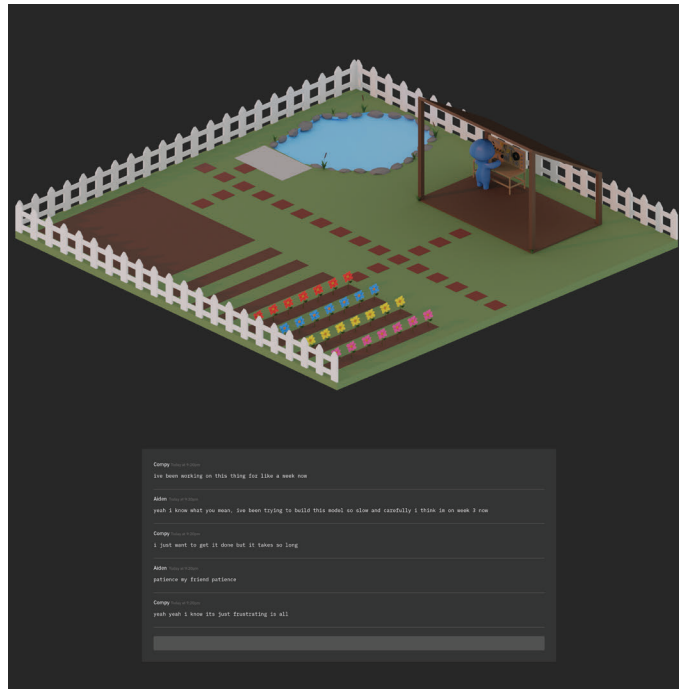 Compy
ive been working on this thing for like a week now
Aiden
yeah i know what you mean, ive been trying to build this model so slow and carefully i think im on week 3 now
Compy
i just want to get it done but it takes so long
Aiden
patience my friend patience
Compy
yeah yeah i know its just frustrating is all